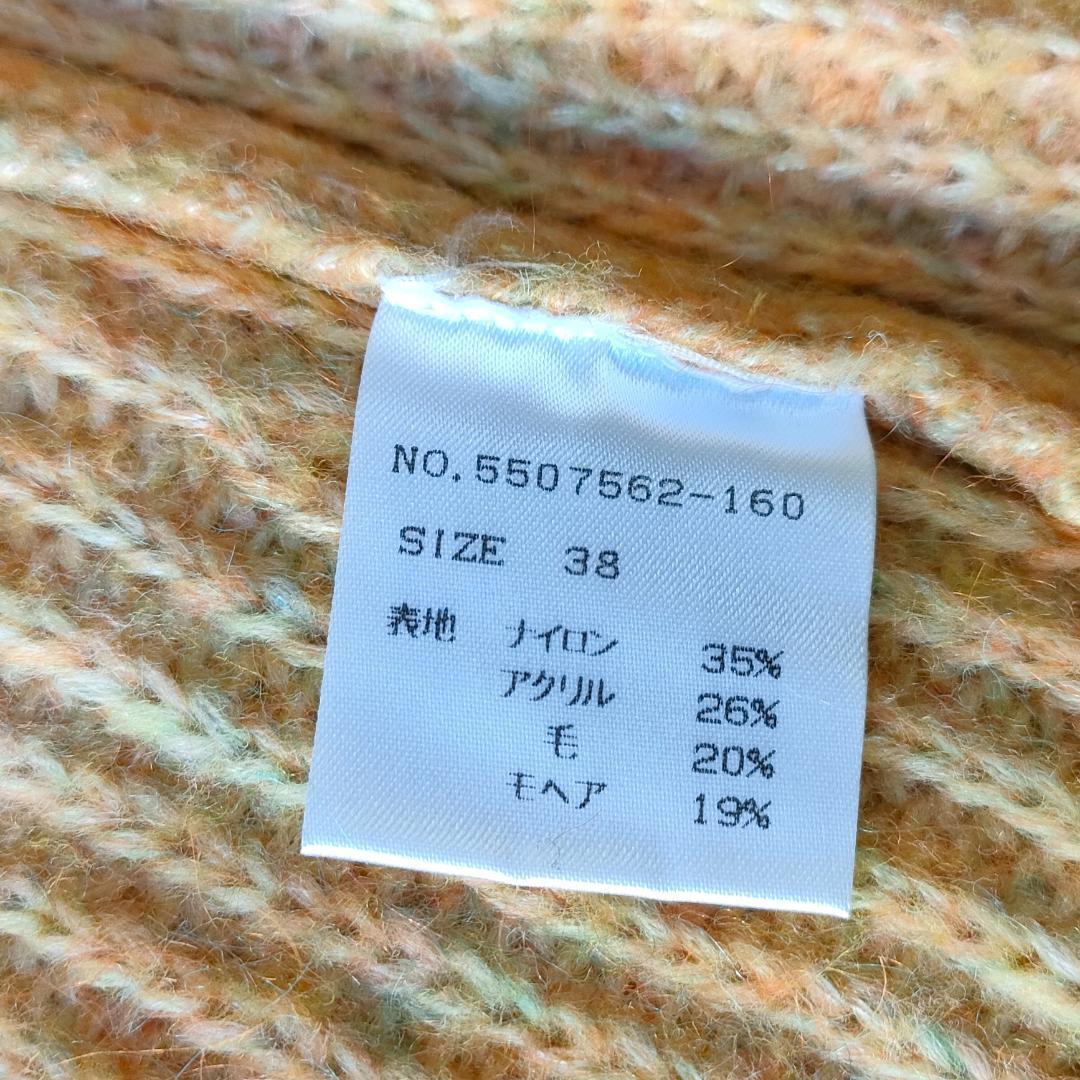 NO.5507562-160
SIZE 38
表地 ナイロン 35%
アクリル 26%
毛 20%
モヘア 19%